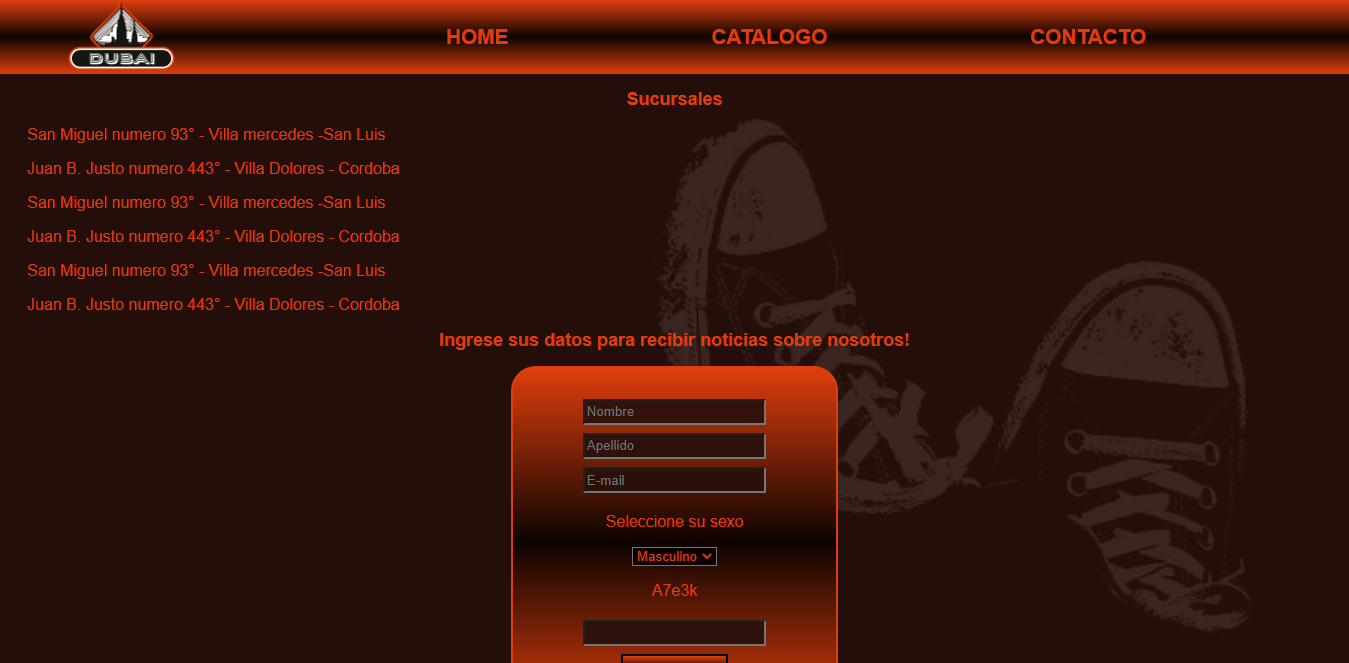 DUBAI
HOME
CATALOGO
CONTACTO
Sucursales
San Miguel numero 93° - Villa mercedes -San Luis
Juan B. Justo numero 443° - Villa Dolores - Cordoba
San Miguel numero 93° - Villa mercedes -San Luis
Juan B. Justo numero 443° - Villa Dolores - Cordoba
San Miguel numero 93° - Villa mercedes -San Luis
Juan B. Justo numero 443° - Villa Dolores - Cordoba
Ingrese sus datos para recibir noticias sobre nosotros!
Nombre
Apellido
E-mail
Seleccione su sexo
Masculino
A7e3k